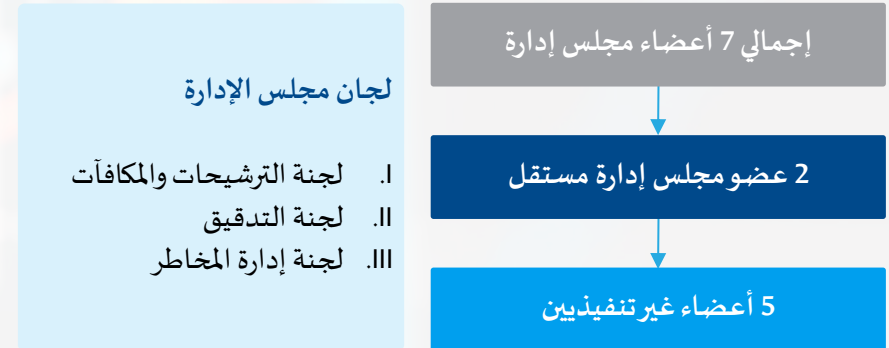 إجمالي 7 أعضاء مجلس إدارة
2 عضو مجلس إدارة مستقل
5 أعضاء غير تنفيذيين
لجان مجلس الإدارة
I. لجنة الترشيحات والمكافآت
II. لجنة التدقيق
III. لجنة إدارة المخاطر